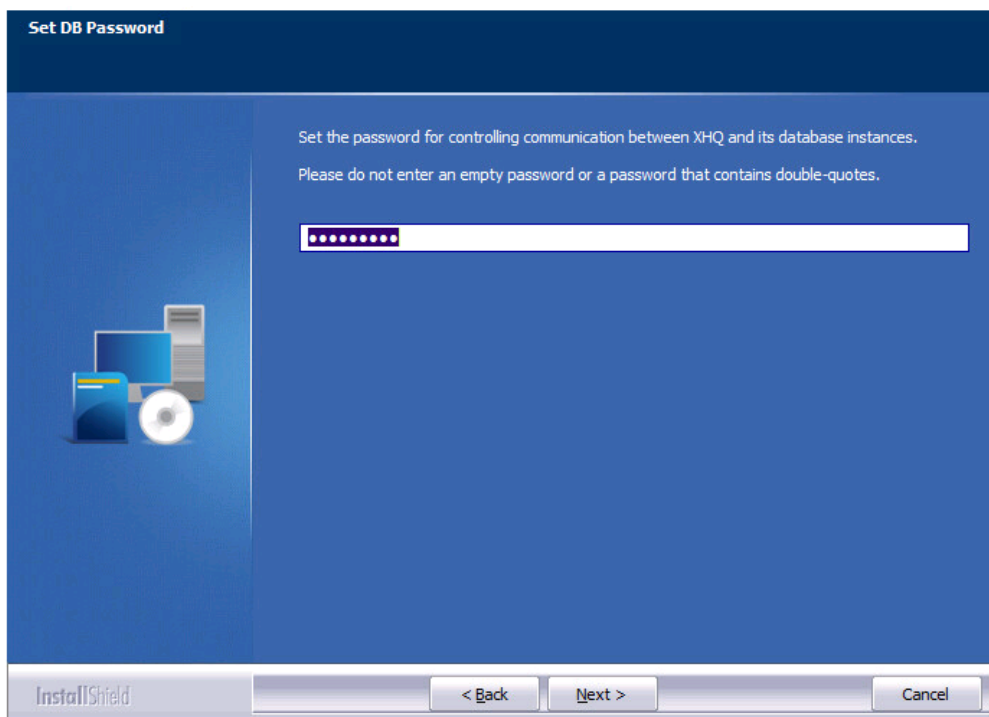 Set DB Password
Set the password for controlling communication between XHQ and its database instances.
Please do not enter an empty password or a password that contains double-quotes.
●●●●●●●●●
InstallShield
< Back
Next >
Cancel